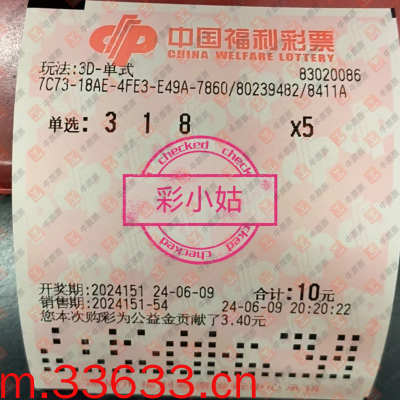 中国福利彩票
CHINA WELFARE LOTTERY
玩法:3D-单式
83020086
7C73-18AE-4FE3-E49A-7860/80239482/8411A
单选: 3 1 8 x5
checked
彩小姑
checked
开奖期:2024151 24-06-09 合计:10元
销售期:2024151-54 24-06-09 20:20:22
您本次购彩为公益金贡献了3.40元
m.33633.cn